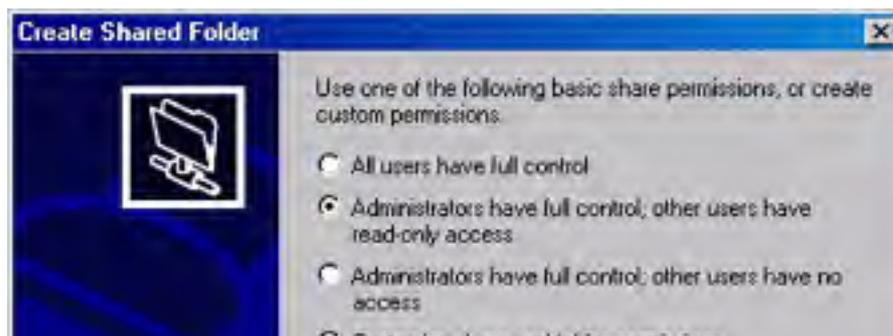 Create Shared Folder
Use one of the following basic share permissions, or create
custom permissions.
All users have full control
Administrators have full control; other users have
read-only access
Administrators have full control; other users have no
access